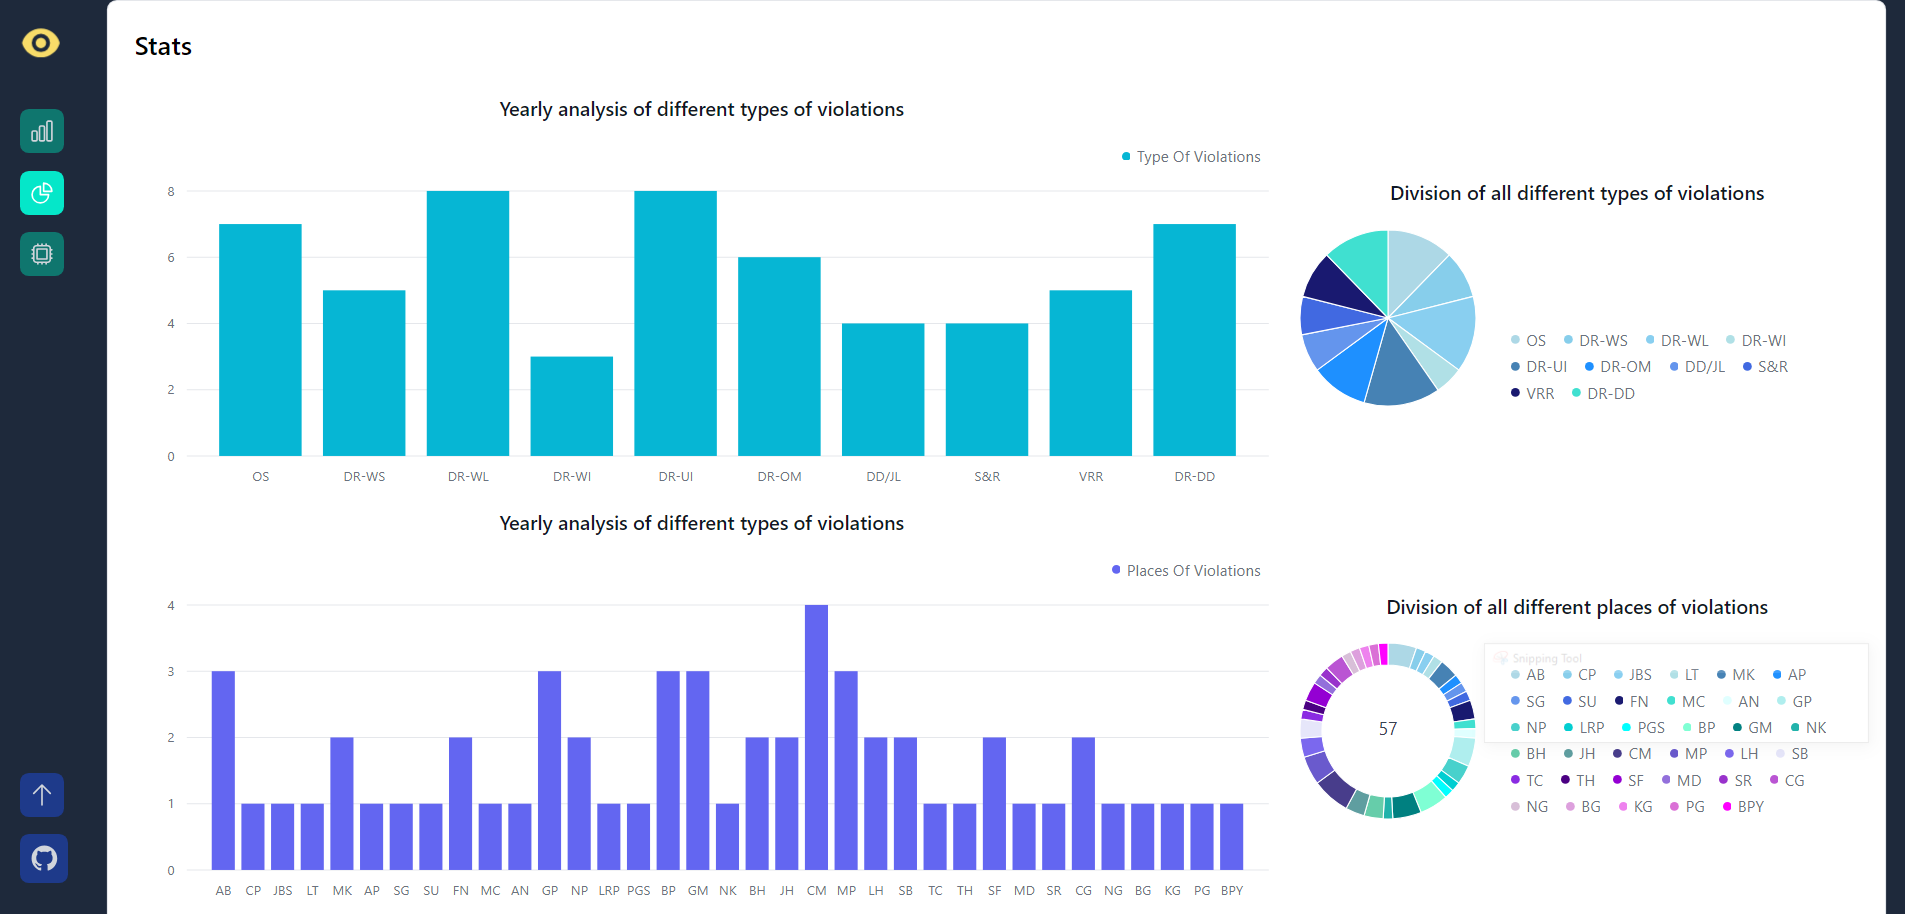 Stats
Yearly analysis of different types of violations
Type Of Violations
8
6
4
2
0
OS DR-WS DR-WL DR-WI DR-UI DR-OM DD/JL S&R VRR DR-DD
Division of all different types of violations
OS DR-WS DR-WL DR-WI
DR-UI DR-OM DD/JL S&R
VRR DR-DD
Yearly analysis of different types of violations
Places Of Violations
4
3
2
1
0
AB CP JBS LT MK AP SG SU FN MC AN GP NP LRP PGS BP GM NK BH JH CM MP LH SB TC TH SF MD SR CG NG BG KG PG BPY
Division of all different places of violations
57
Snipping Tool
AB CP JBS LT MK AP
SG SU FN MC AN GP
NP LRP PGS BP GM NK
BH JH CM MP LH SB
TC TH SF MD SR CG
NG BG KG PG BPY